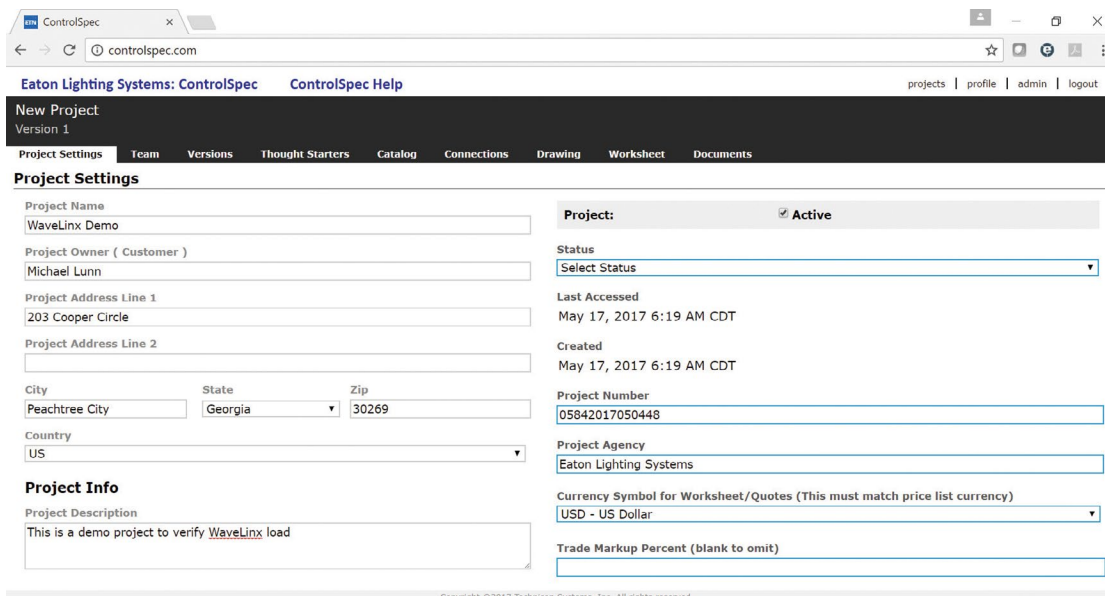 ETN ControlSpec
controlspec.com
Eaton Lighting Systems: ControlSpec ControlSpec Help projects | profile | admin | logout
New Project
Version 1
Project Settings Team Versions Thought Starters Catalog Connections Drawing Worksheet Documents
Project Settings
Project Name
WaveLinx Demo
Project Owner ( Customer )
Michael Lunn
Project Address Line 1
203 Cooper Circle
Project Address Line 2
City State Zip
Peachtree City Georgia 30269
Country
US
Project Info
Project Description
This is a demo project to verify WaveLinx load
Project: Active
Status
Select Status
Last Accessed
May 17, 2017 6:19 AM CDT
Created
May 17, 2017 6:19 AM CDT
Project Number
05842017050448
Project Agency
Eaton Lighting Systems
Currency Symbol for Worksheet/Quotes (This must match price list currency)
USD - US Dollar
Trade Markup Percent (blank to omit)